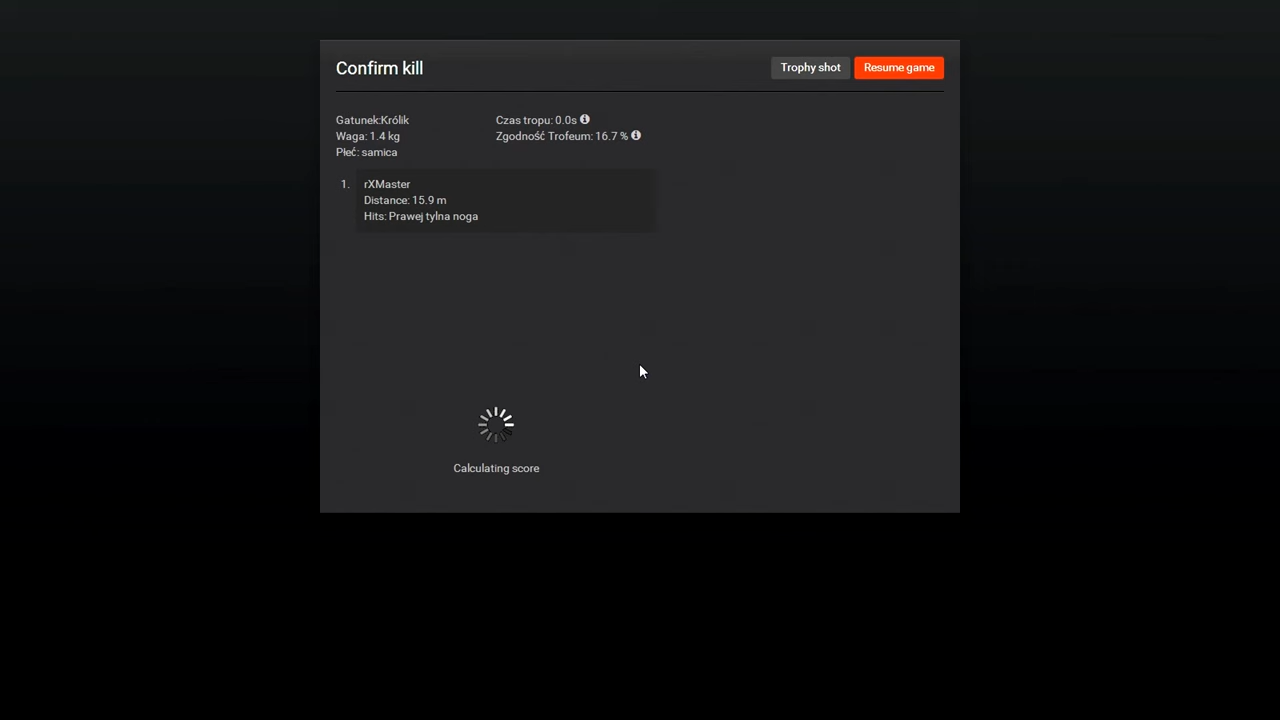 Confirm kill
Trophy shot
Resume game
Gatunek:Królik
Waga: 1.4 kg
Płeć: samica
Czas tropu: 0.0s
Zgodność Trofeum: 16.7 %
1.
rXMaster
Distance: 15.9 m
Hits: Prawej tylna noga
Calculating score